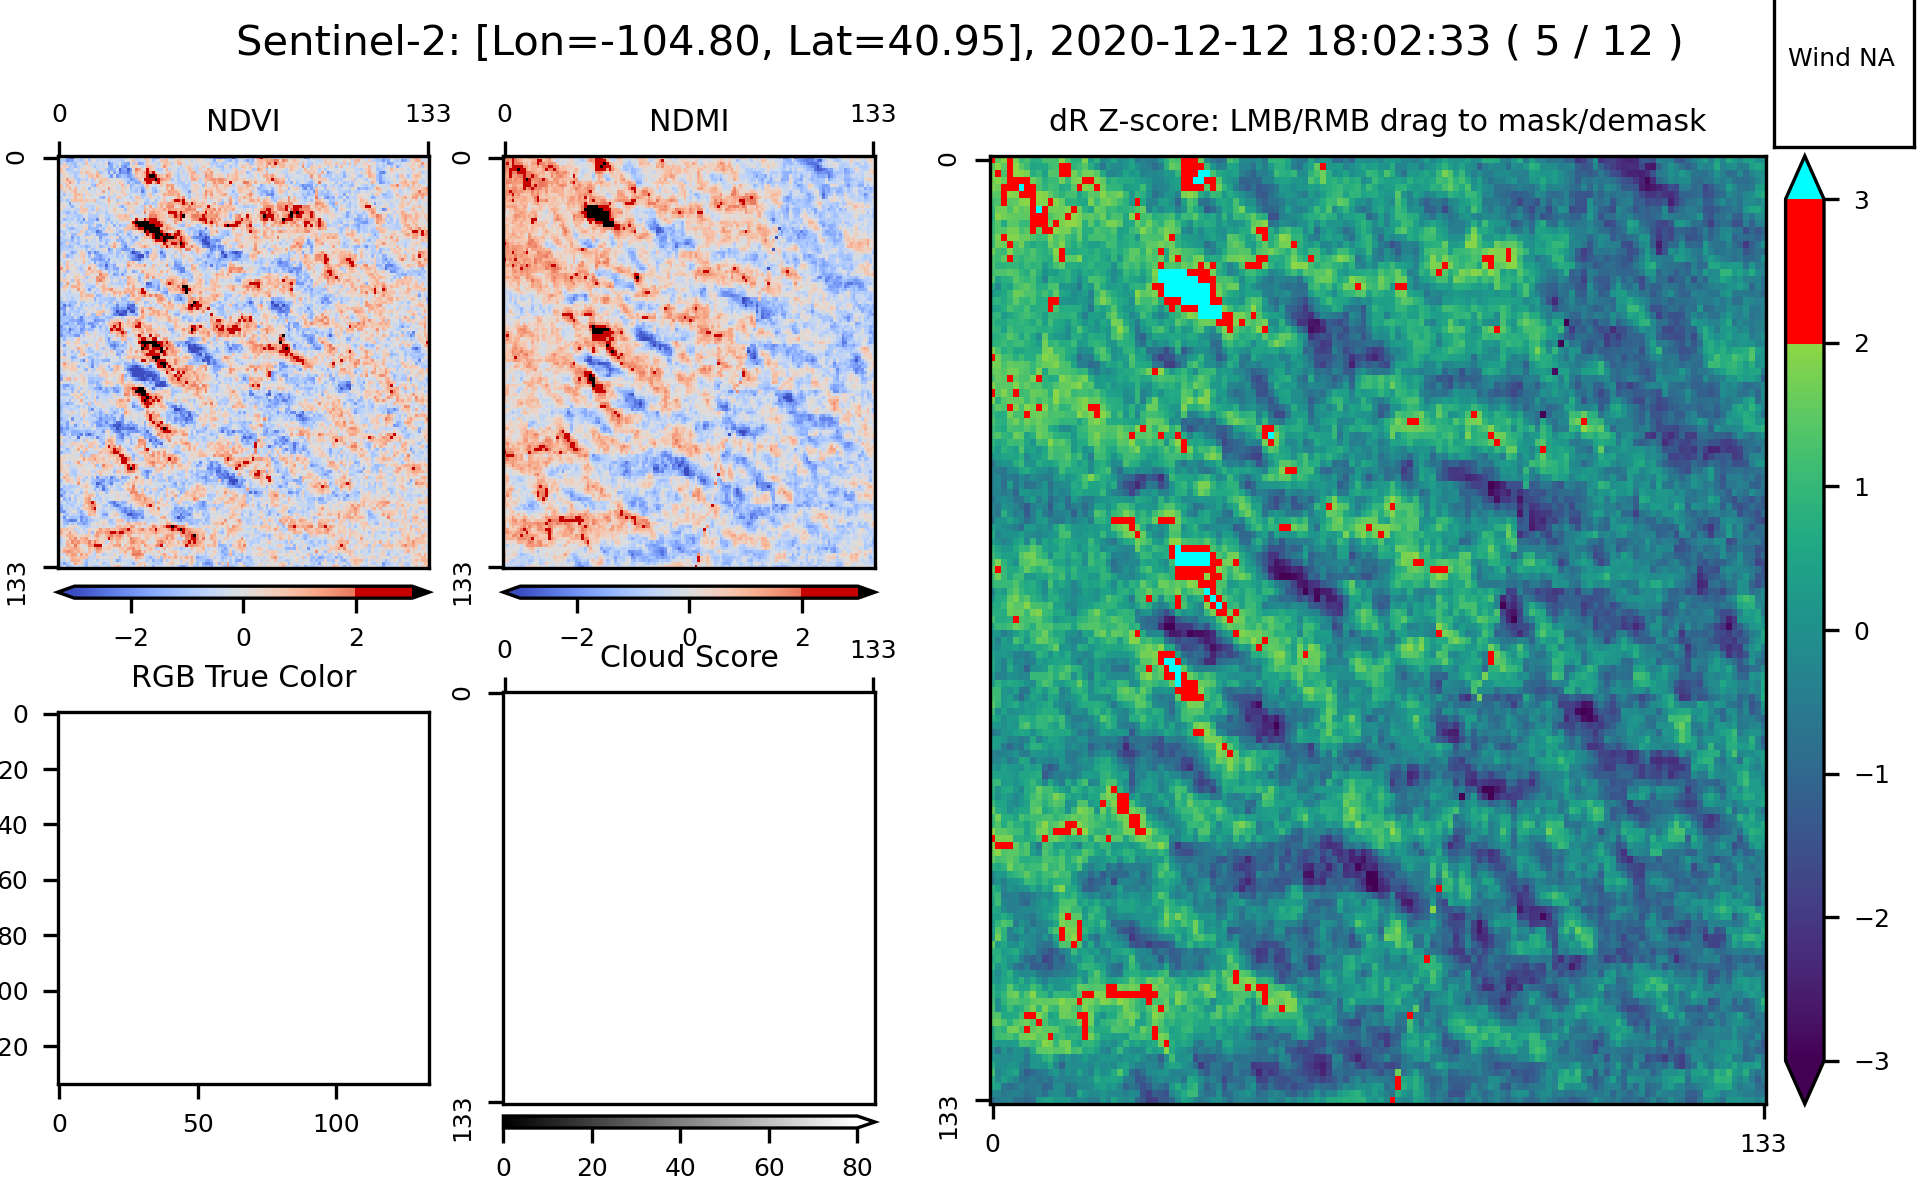 Sentinel-2: [Lon=-104.80, Lat=40.95], 2020-12-12 18:02:33 ( 5 / 12 )
Wind NA
0 NDVI 133
0 NDMI 133
dR Z-score: LMB/RMB drag to mask/demask
0
0
0
3
2
1
0
−1
−2
−3
133
133
−2 0 2
−2 0 2
RGB True Color
0 Cloud Score 133
0
20
40
60
80
00
20
0 50 100
0
133
0 20 40 60 80
133
0 133